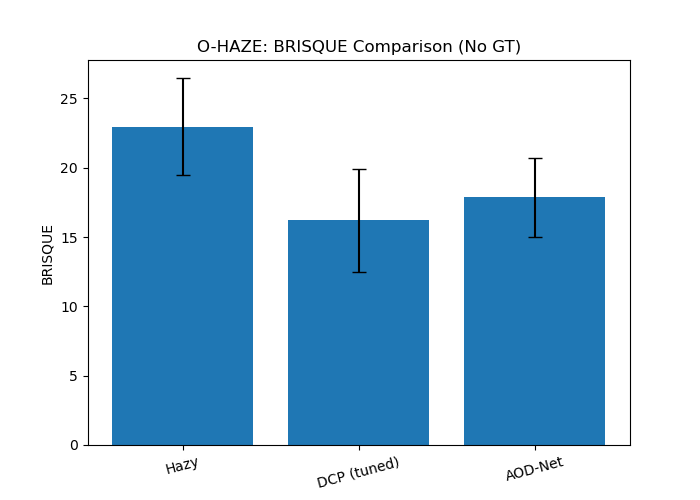 O-HAZE: BRISQUE Comparison (No GT)
BRISQUE
25
20
15
10
5
0
Hazy
DCP (tuned)
AOD-Net